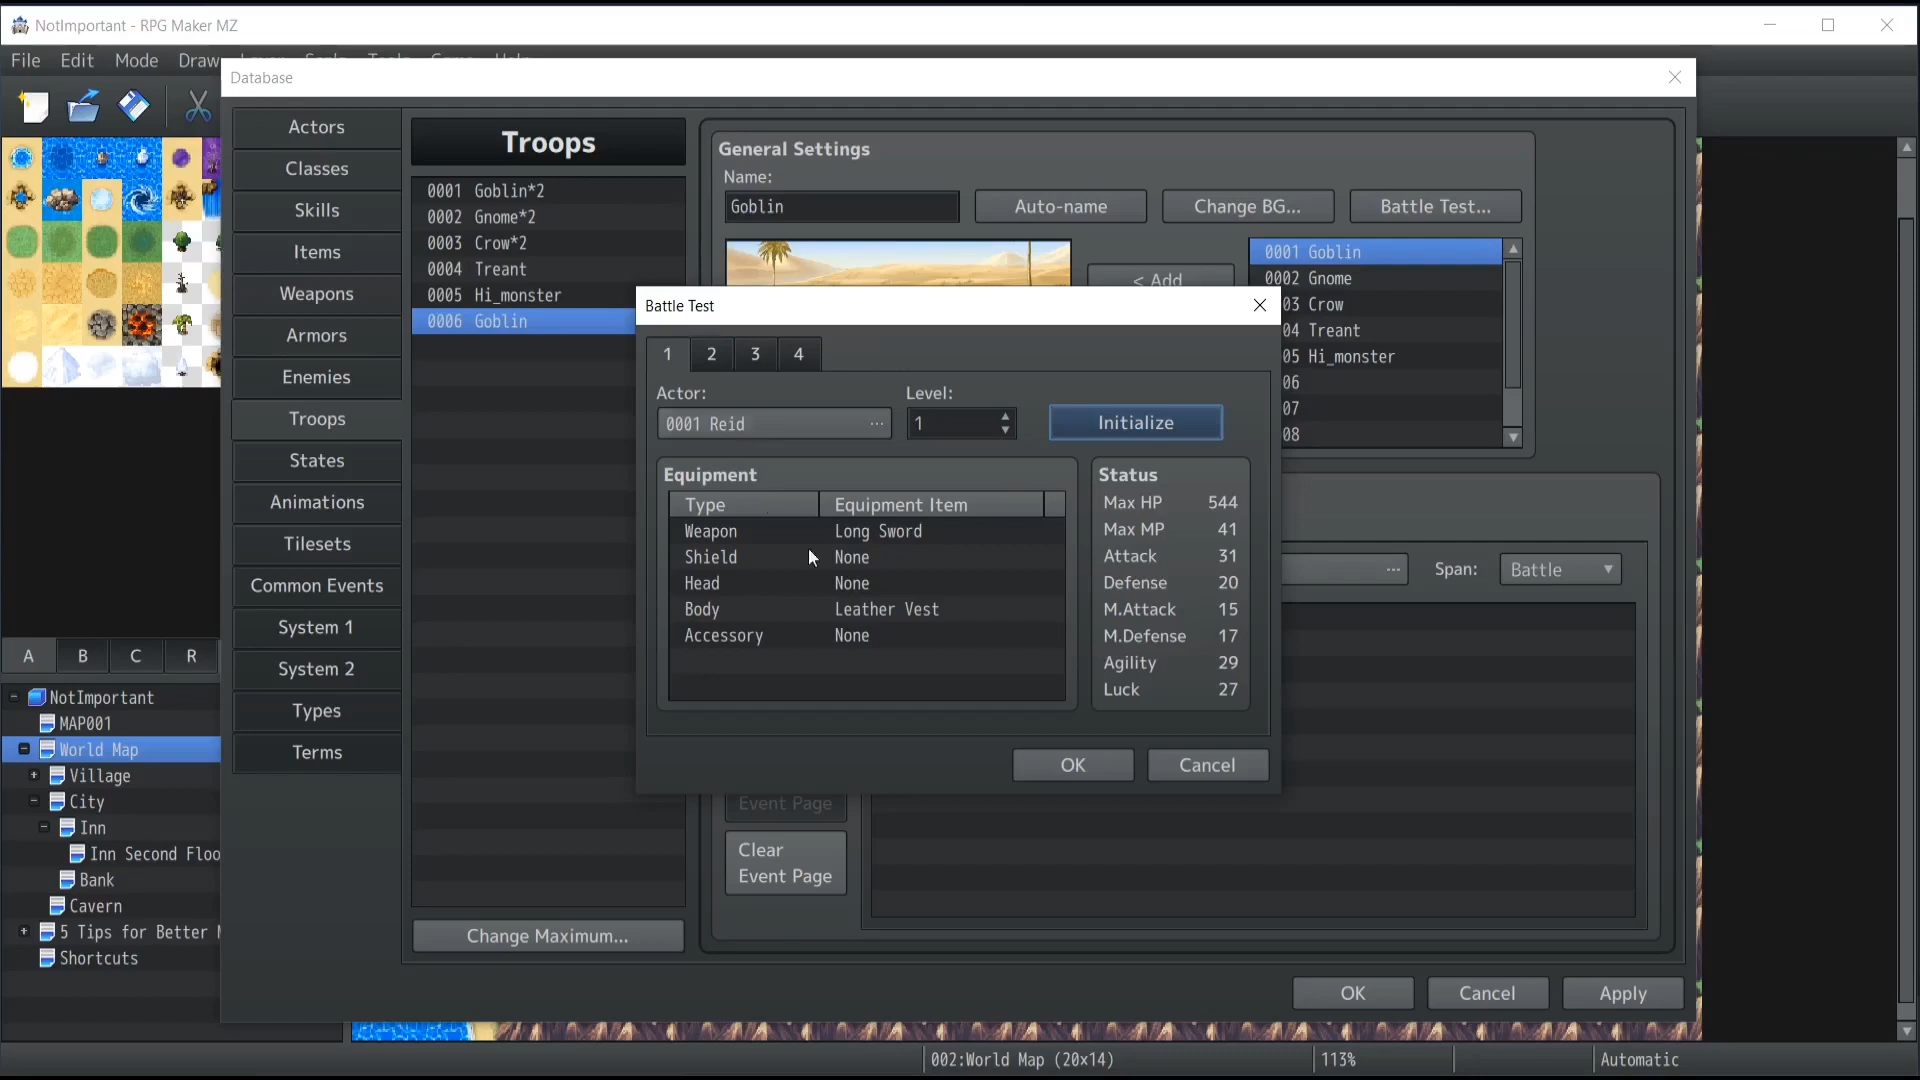 NotImportant - RPG Maker MZ
File Edit Mode Draw
Database
Actors
Classes
Skills
Items
Weapons
Armors
Enemies
Troops
States
Animations
Tilesets
Common Events
System 1
System 2
Types
Terms
Troops
0001 Goblin*2
0002 Gnome*2
0003 Crow*2
0004 Treant
0005 Hi_monster
0006 Goblin
Change Maximum...
General Settings
Name:
Goblin
Auto-name
Change BG...
Battle Test...
< Add
0001 Goblin
0002 Gnome
03 Crow
04 Treant
05 Hi_monster
06
07
08
Battle Test
1 2 3 4
Actor:
Level:
0001 Reid ...
1
Initialize
Equipment
Type Equipment Item
Weapon Long Sword
Shield None
Head None
Body Leather Vest
Accessory None
Status
Max HP 544
Max MP 41
Attack 31
Defense 20
M.Attack 15
M.Defense 17
Agility 29
Luck 27
OK
Cancel
...
Span:
Battle
Event Page
Clear
Event Page
OK
Cancel
Apply
A B C R
NotImportant
MAP001
World Map
Village
City
Inn
Inn Second Floo
Bank
Cavern
5 Tips for Better
Shortcuts
002:World Map (20x14)
113%
Automatic